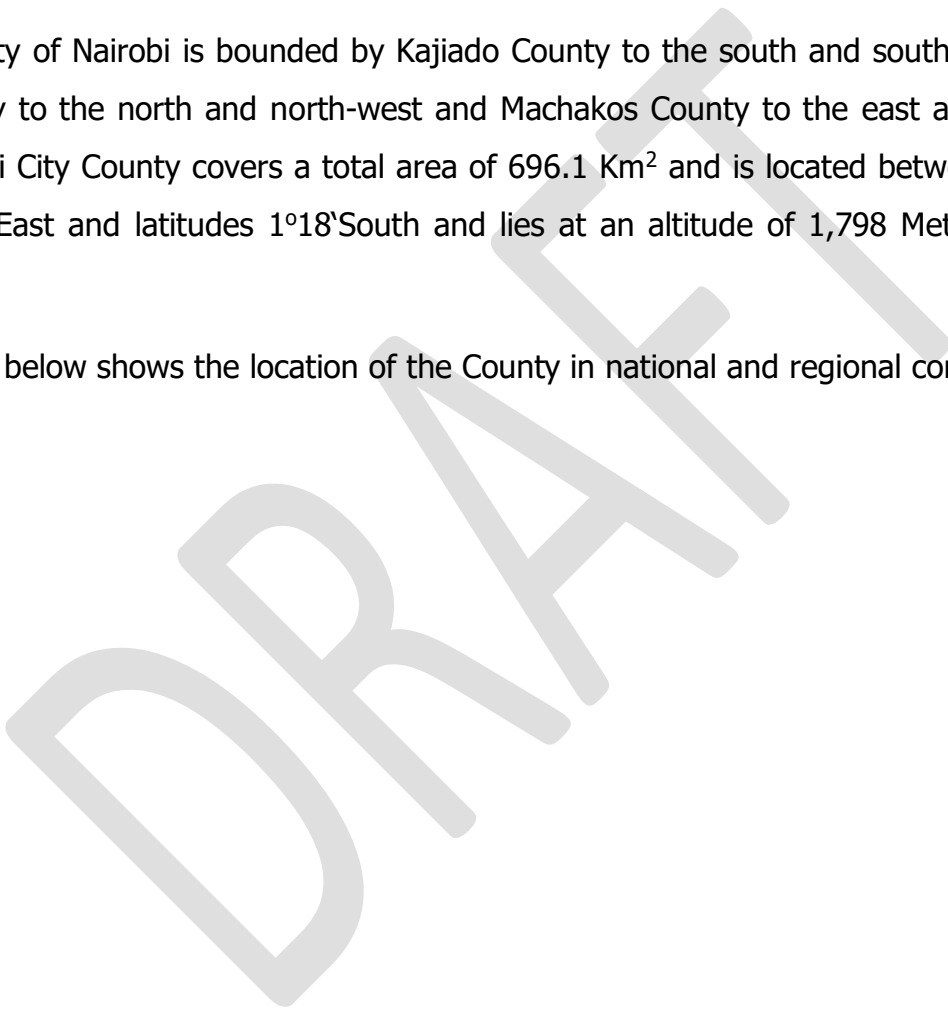 ty of Nairobi is bounded by Kajiado County to the south and south
y to the north and north-west and Machakos County to the east a
i City County covers a total area of 696.1 Km² and is located betw
East and latitudes 1º18‛South and lies at an altitude of 1,798 Met
below shows the location of the County in national and regional co
DRAFT